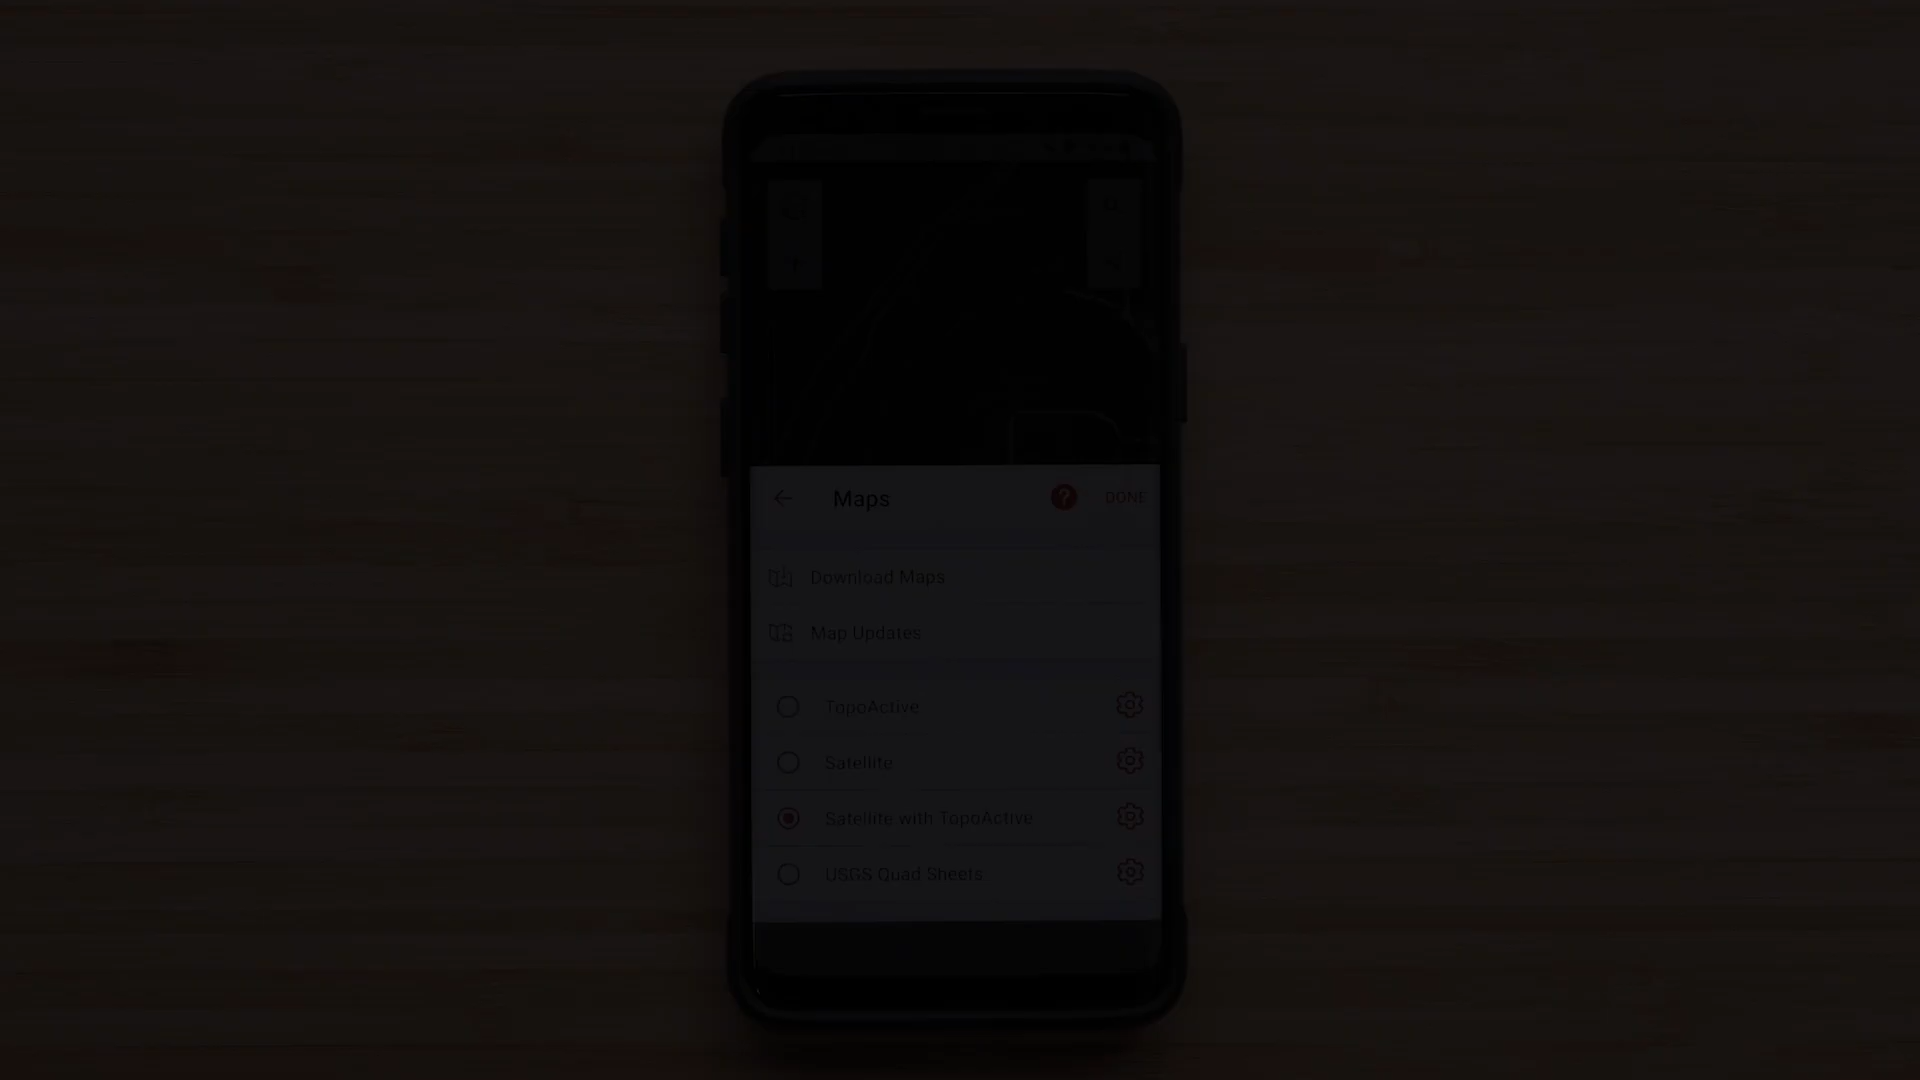 Maps
?
DONE
Download Maps
Map Updates
TopoActive
Satellite
Satellite with TopoActive
USGS Quad Sheets